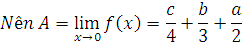 Nên A = lim_{x→0} f(x) = c/4 + b/3 + a/2